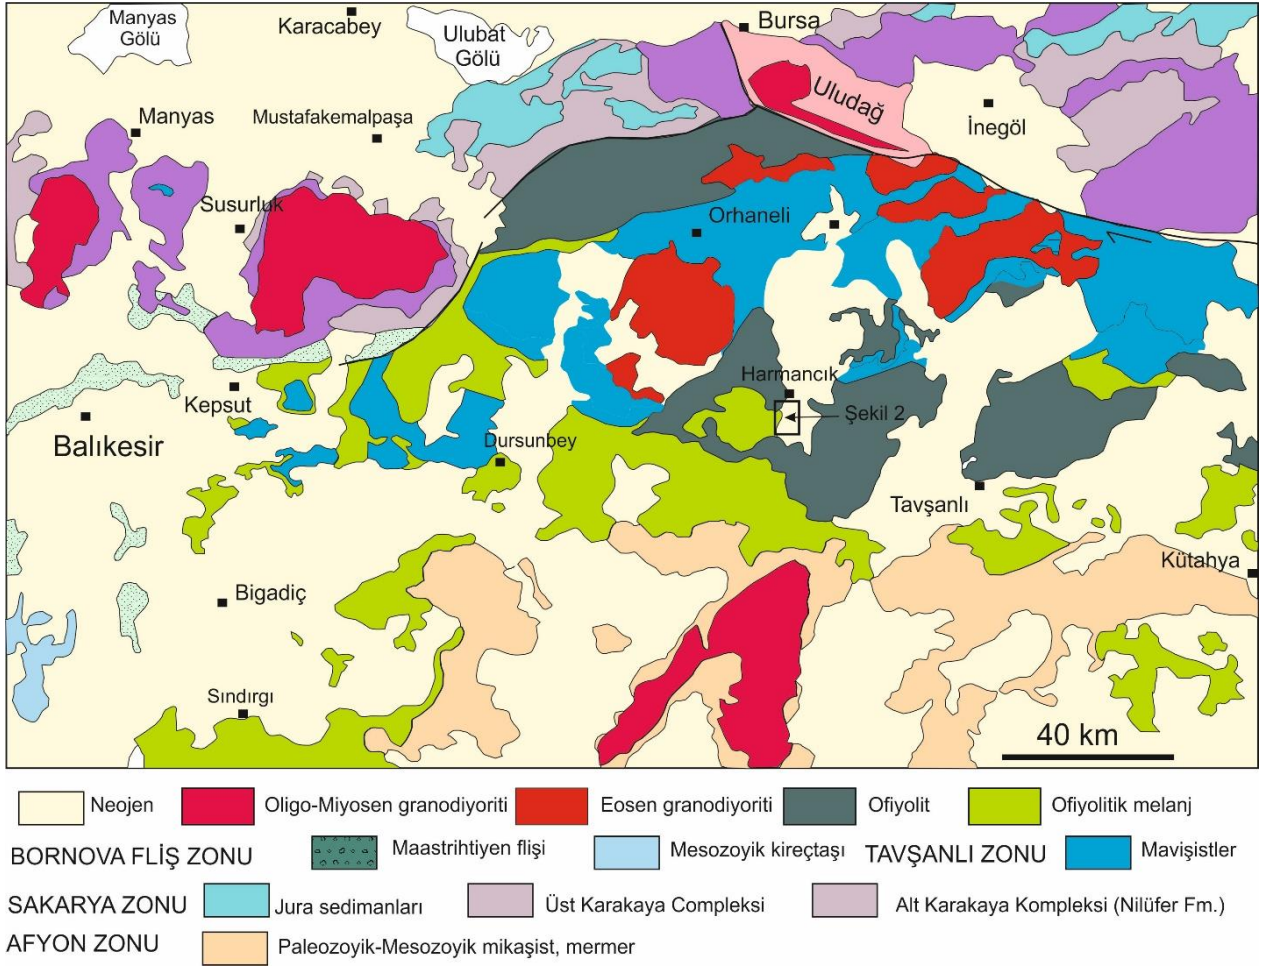 Manyas
Gölü
Karacabey
Ulubat
Gölü
Bursa
Uludağ
İnegöl
Manyas
Mustafakemalpaşa
Susurluk
Orhaneli
Harmancık
Şekil 2
Kepsut
Balıkesir
Dursunbey
Tavşanlı
Kütahya
Bigadiç
Sındırgı
40 km
Neojen
Oligo-Miyosen granodiyoriti
Eosen granodiyoriti
Ofiyolit
Ofiyolitik melanj
BORNOVA FLİŞ ZONU
Maastrihtiyen flişi
Mesozoyik kireçtaşı
TAVŞANLI ZONU
Mavişistler
SAKARYA ZONU
Jura sedimanları
Üst Karakaya Compleksi
Alt Karakaya Kompleksi (Nilüfer Fm.)
AFYON ZONU
Paleozoyik-Mesozoyik mikaşist, mermer